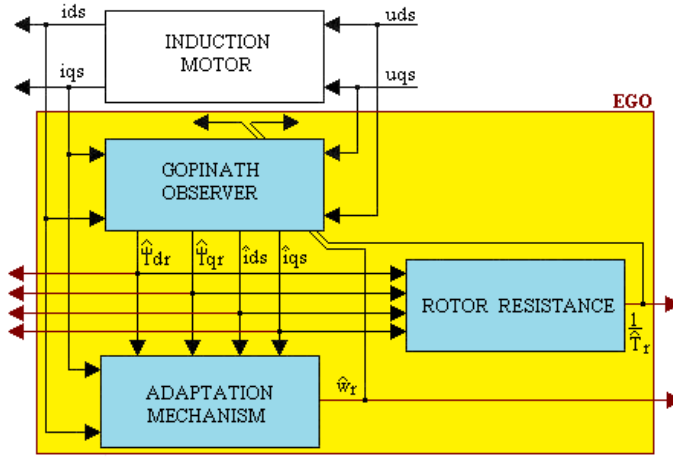 ids
INDUCTION MOTOR
uds
iqs
uqs
EGO
GOPINATH OBSERVER
Ψ̂dr
Ψ̂qr
îds
îqs
ROTOR RESISTANCE
1/T̂r
ADAPTATION MECHANISM
ŵr